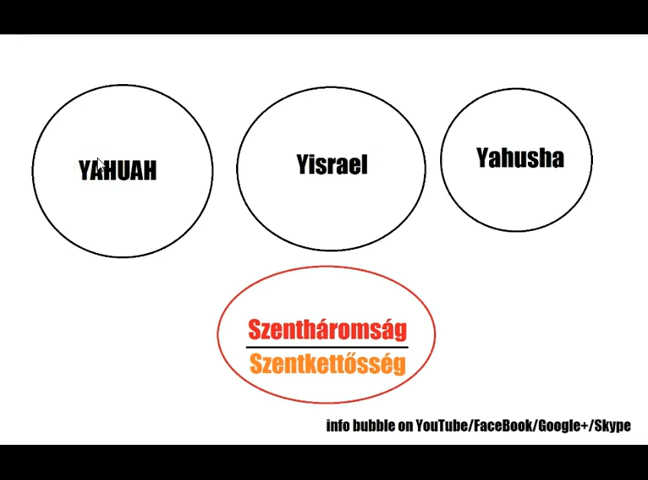 YAHUAH
Yisrael
Yahusha
Szentháromság
Szentkettősség
info bubble on YouTube/FaceBook/Google+/Skype